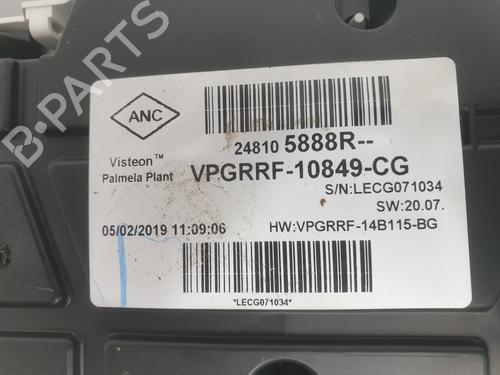 B-PARTS
ANC
24810 5888R--
Visteon™
Palmela Plant
VPGRRF-10849-CG
S/N:LECG071034
SW:20.07.
05/02/2019 11:09:06
HW:VPGRRF-14B115-BG
*LECG071034*